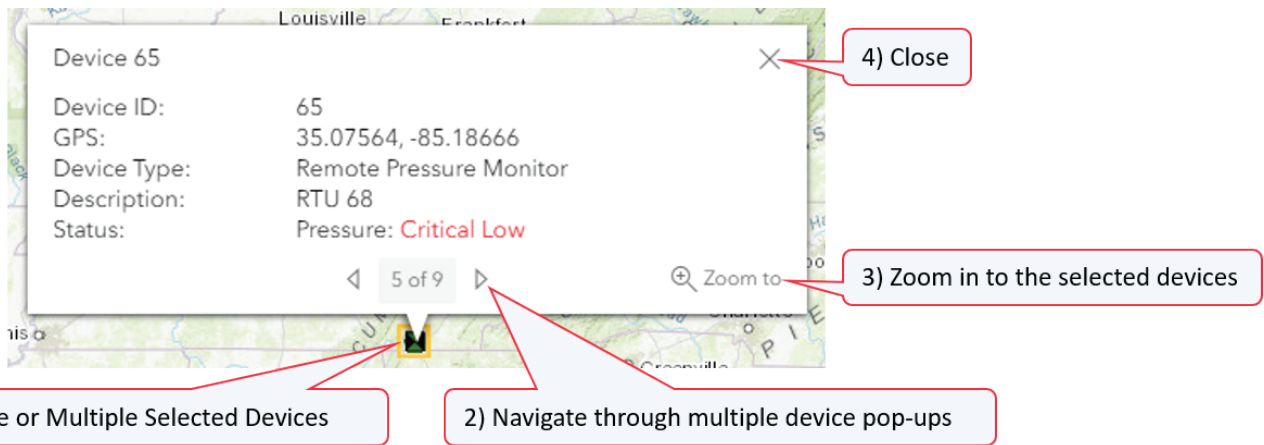 Louisville
Frankfort
Device 65
4) Close
Device ID: 65
GPS: 35.07564, -85.18666
Device Type: Remote Pressure Monitor
Description: RTU 68
Status: Pressure: Critical Low
5 of 9
Zoom to
3) Zoom in to the selected devices
or Multiple Selected Devices
2) Navigate through multiple device pop-ups